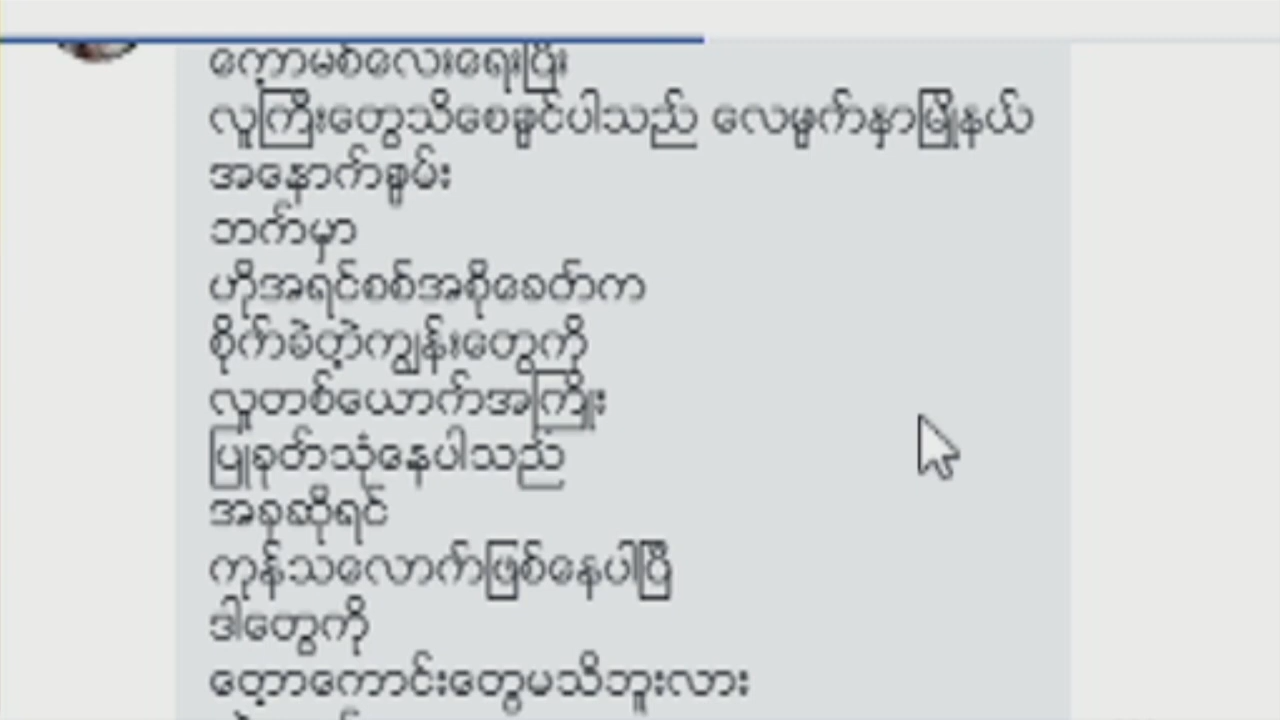 ကော့မစ်လေးရေးပြီး
လူကြီးတွေသိစေချင်ပါသည် လေမျက်နှာမြို့နယ်
အနောက်ချမ်း
ဘက်မှာ
ဟိုအရင်စစ်အစိုခေတ်က
စိုက်ခဲတဲ့ကျွန်းတွေကို
လူတစ်ယောက်အကြိုး
ပြုခုတ်သုံနေပါသည်
အခုဆိုရင်
ကုန်သလောက်ဖြစ်နေပါပြီ
ဒါတွေကို
တော့ကောင်းတွေမသိဘူးလား